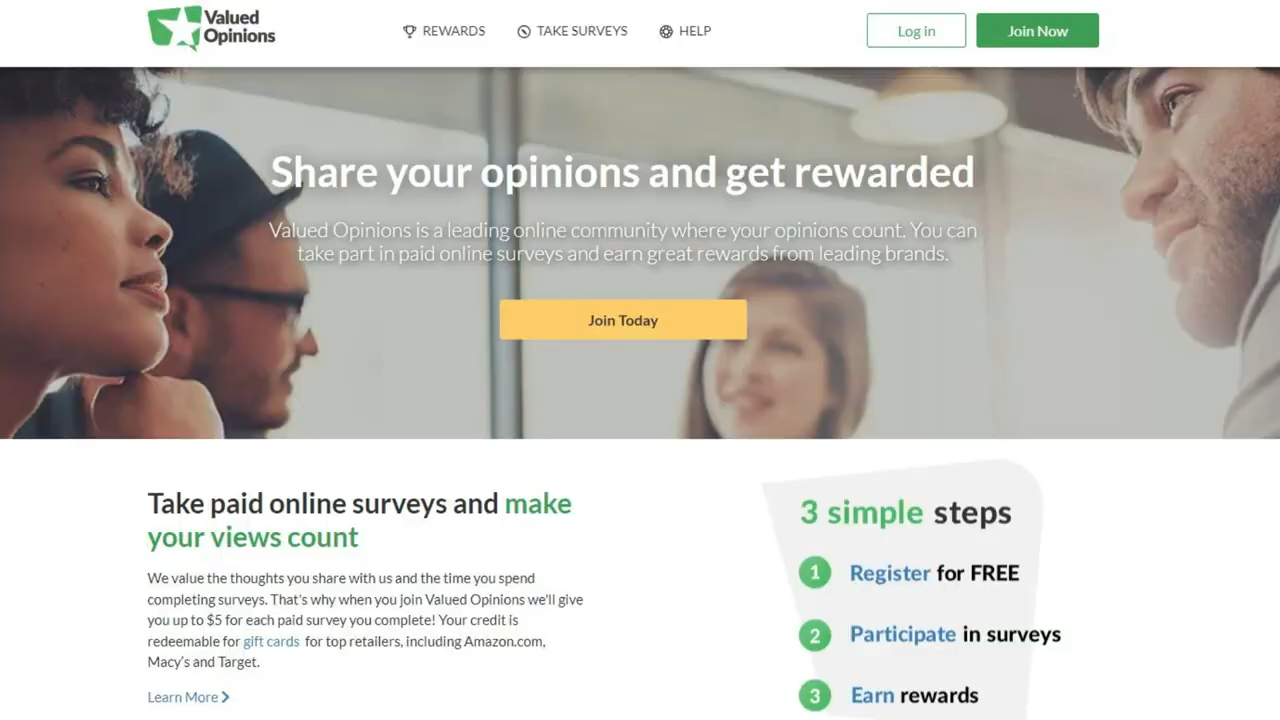 Valued
Opinions
REWARDS
TAKE SURVEYS
HELP
Log in
Join Now
Share your opinions and get rewarded
Valued Opinions is a leading online community where your opinions count. You can
take part in paid online surveys and earn great rewards from leading brands.
Join Today
Take paid online surveys and make
your views count
We value the thoughts you share with us and the time you spend
completing surveys. That's why when you join Valued Opinions we'll give
you up to $5 for each paid survey you complete! Your credit is
redeemable for gift cards for top retailers, including Amazon.com,
Macy's and Target.
Learn More
3 simple steps
1 Register for FREE
2 Participate in surveys
3 Earn rewards